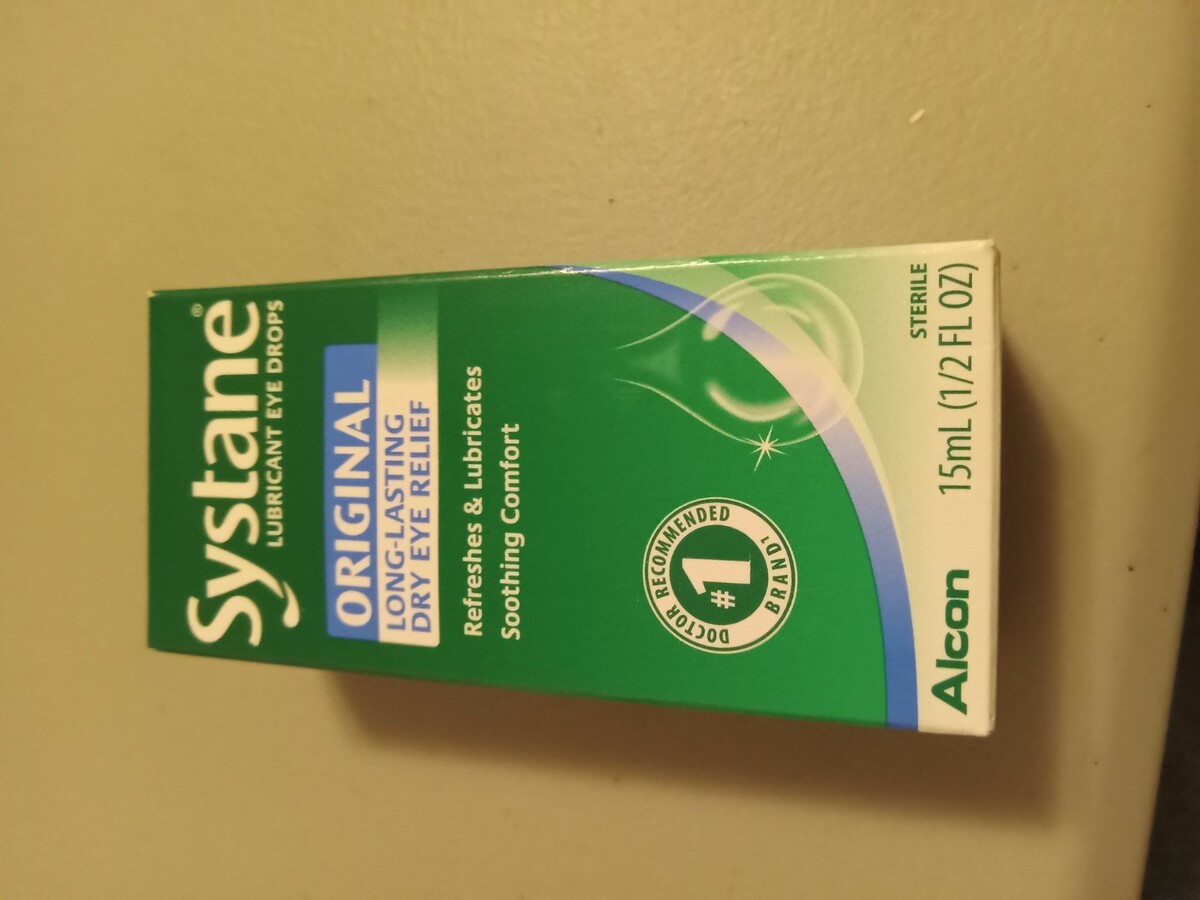 Systane®
LUBRICANT EYE DROPS
ORIGINAL
LONG-LASTING
DRY EYE RELIEF
Refreshes & Lubricates
Soothing Comfort
DOCTOR RECOMMENDED
#1
BRAND¹
STERILE
Alcon 15mL (1/2 FL OZ)